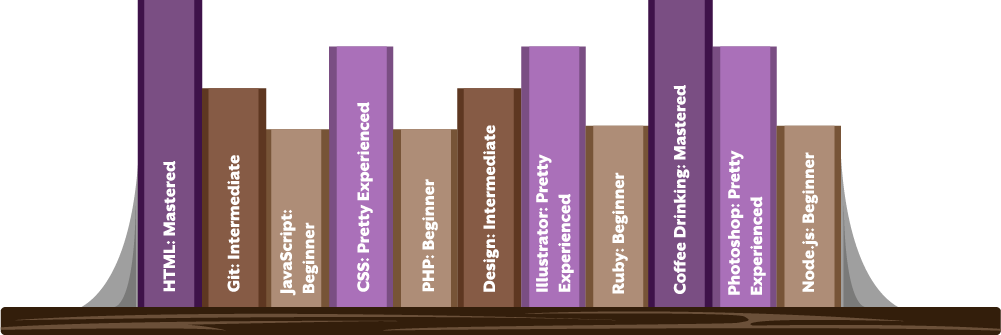 HTML: Mastered
Git: Intermediate
JavaScript:
Beginner
CSS: Pretty Experienced
PHP: Beginner
Design: Intermediate
Illustrator: Pretty
Experienced
Ruby: Beginner
Coffee Drinking: Mastered
Photoshop: Pretty
Experienced
Node.js: Beginner